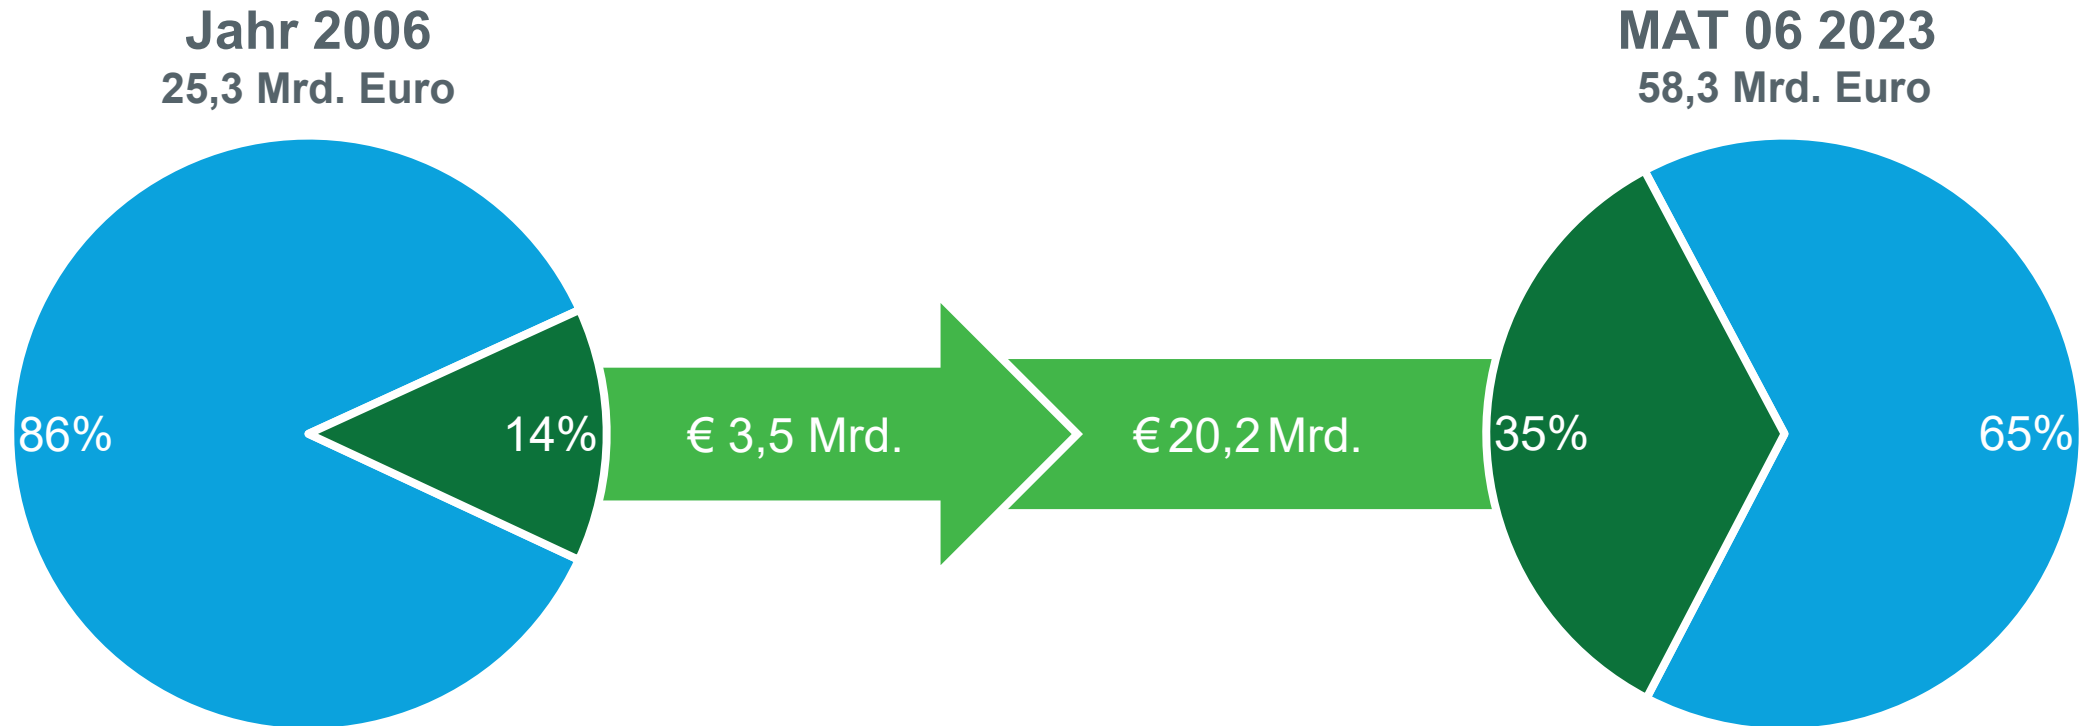 Jahr 2006
25,3 Mrd. Euro
MAT 06 2023
58,3 Mrd. Euro
86%
14%
€ 3,5 Mrd.
€ 20,2 Mrd.
35%
65%